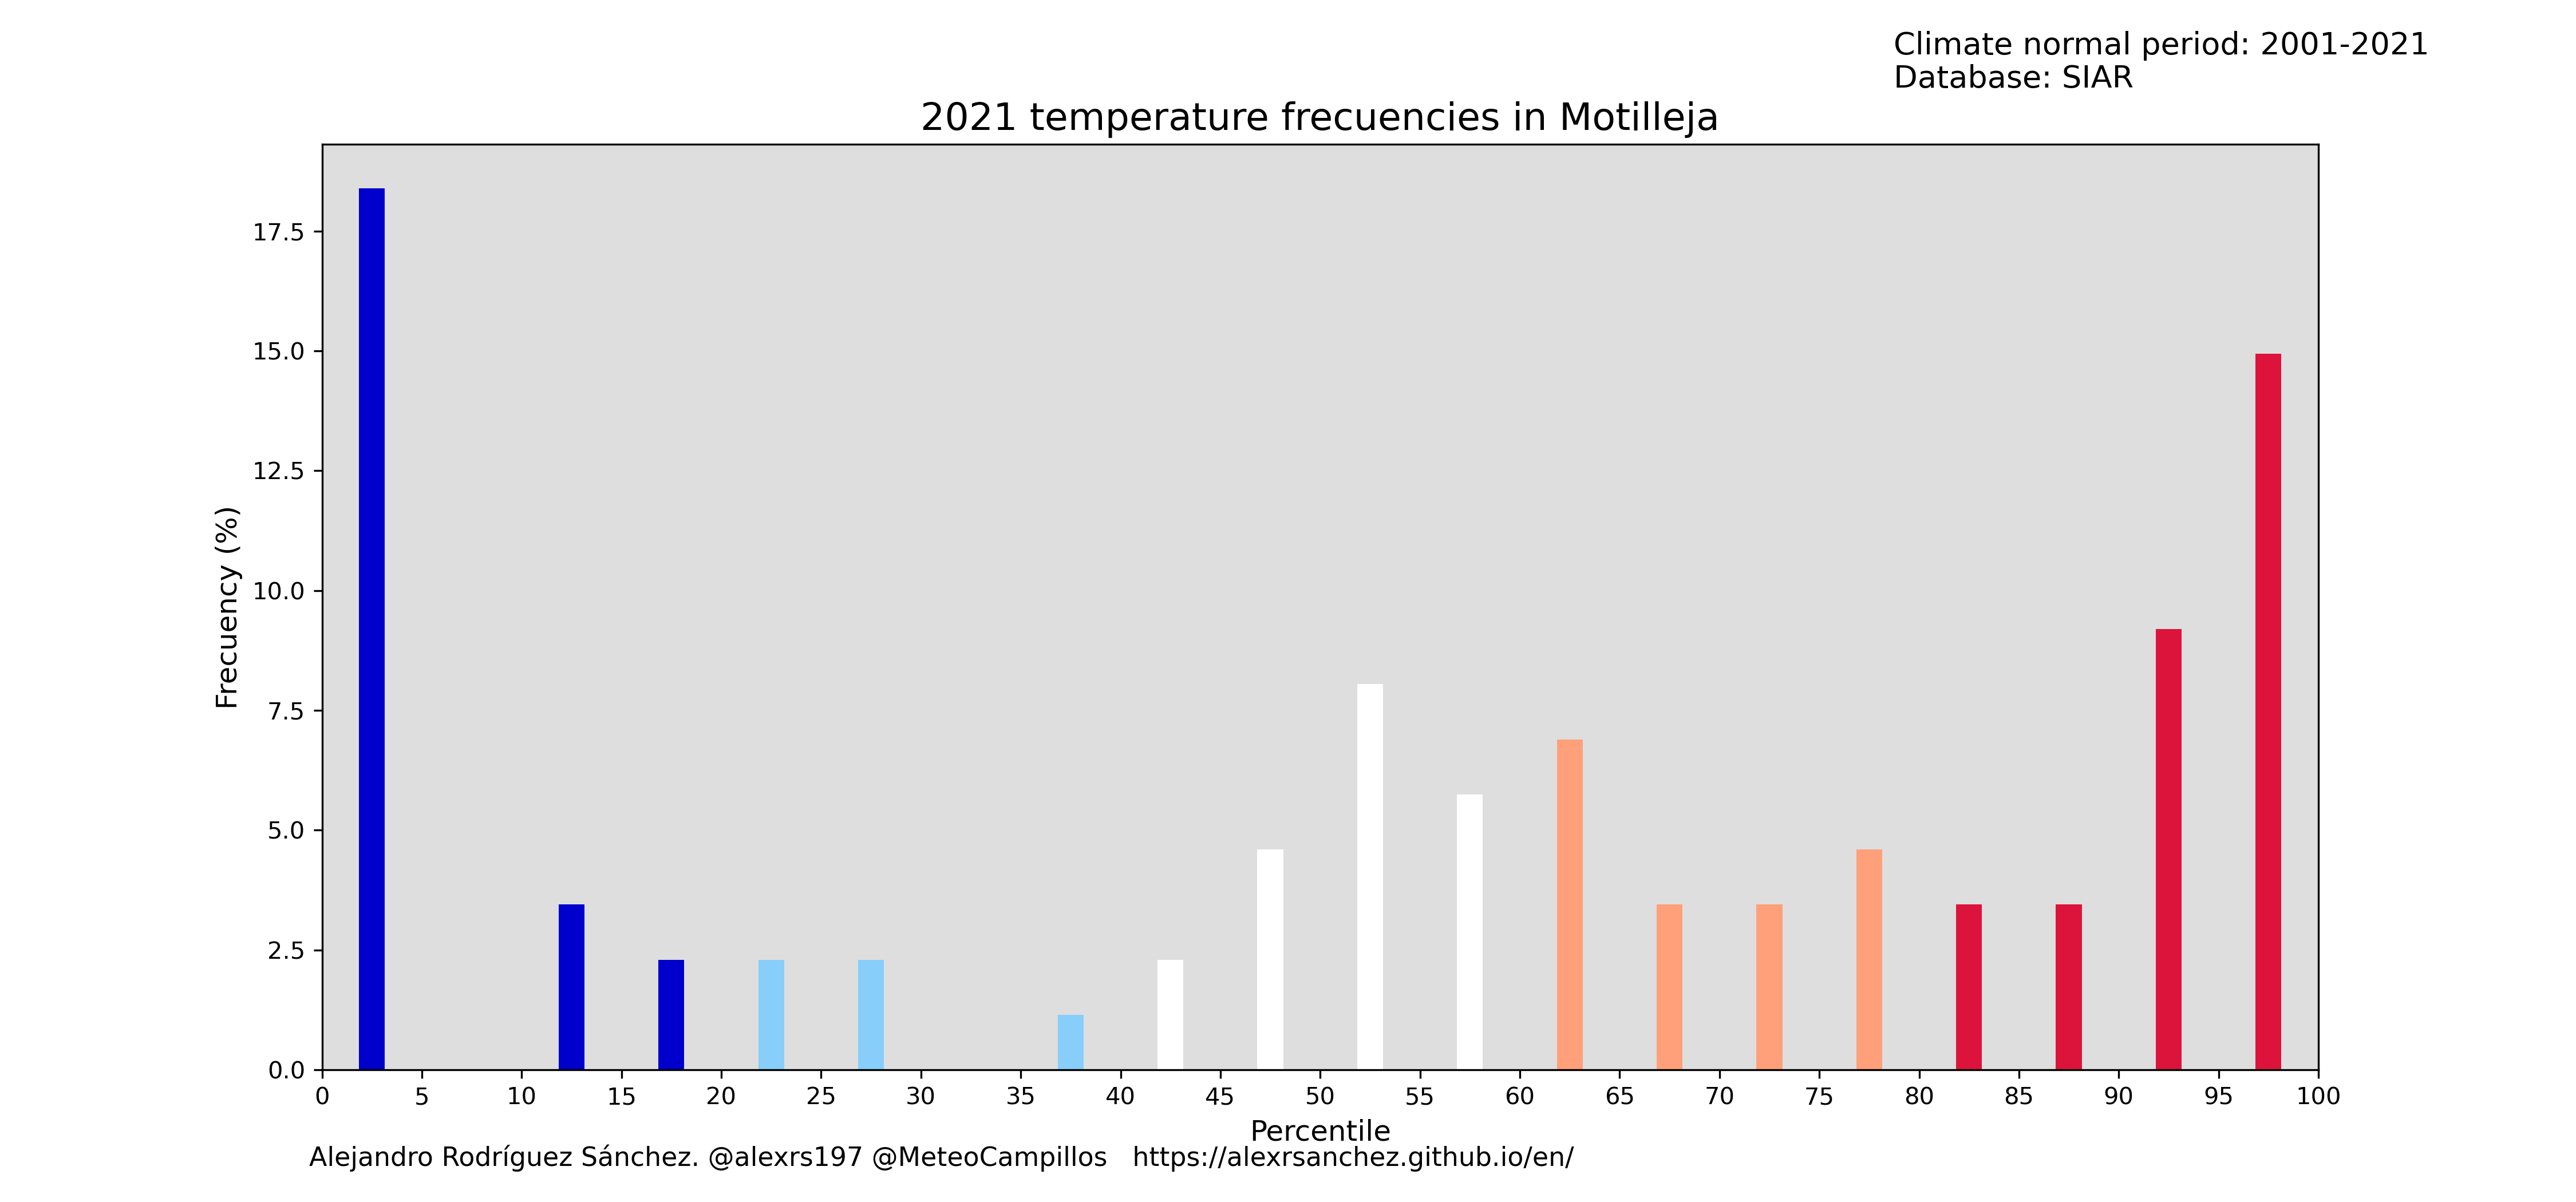 Climate normal period: 2001-2021
Database: SIAR
2021 temperature frecuencies in Motilleja
Frecuency (%)
17.5
15.0
12.5
10.0
7.5
5.0
2.5
0.0
0 5 10 15 20 25 30 35 40 45 50 55 60 65 70 75 80 85 90 95 100
Percentile
Alejandro Rodríguez Sánchez. @alexrs197 @MeteoCampillos https://alexrsanchez.github.io/en/